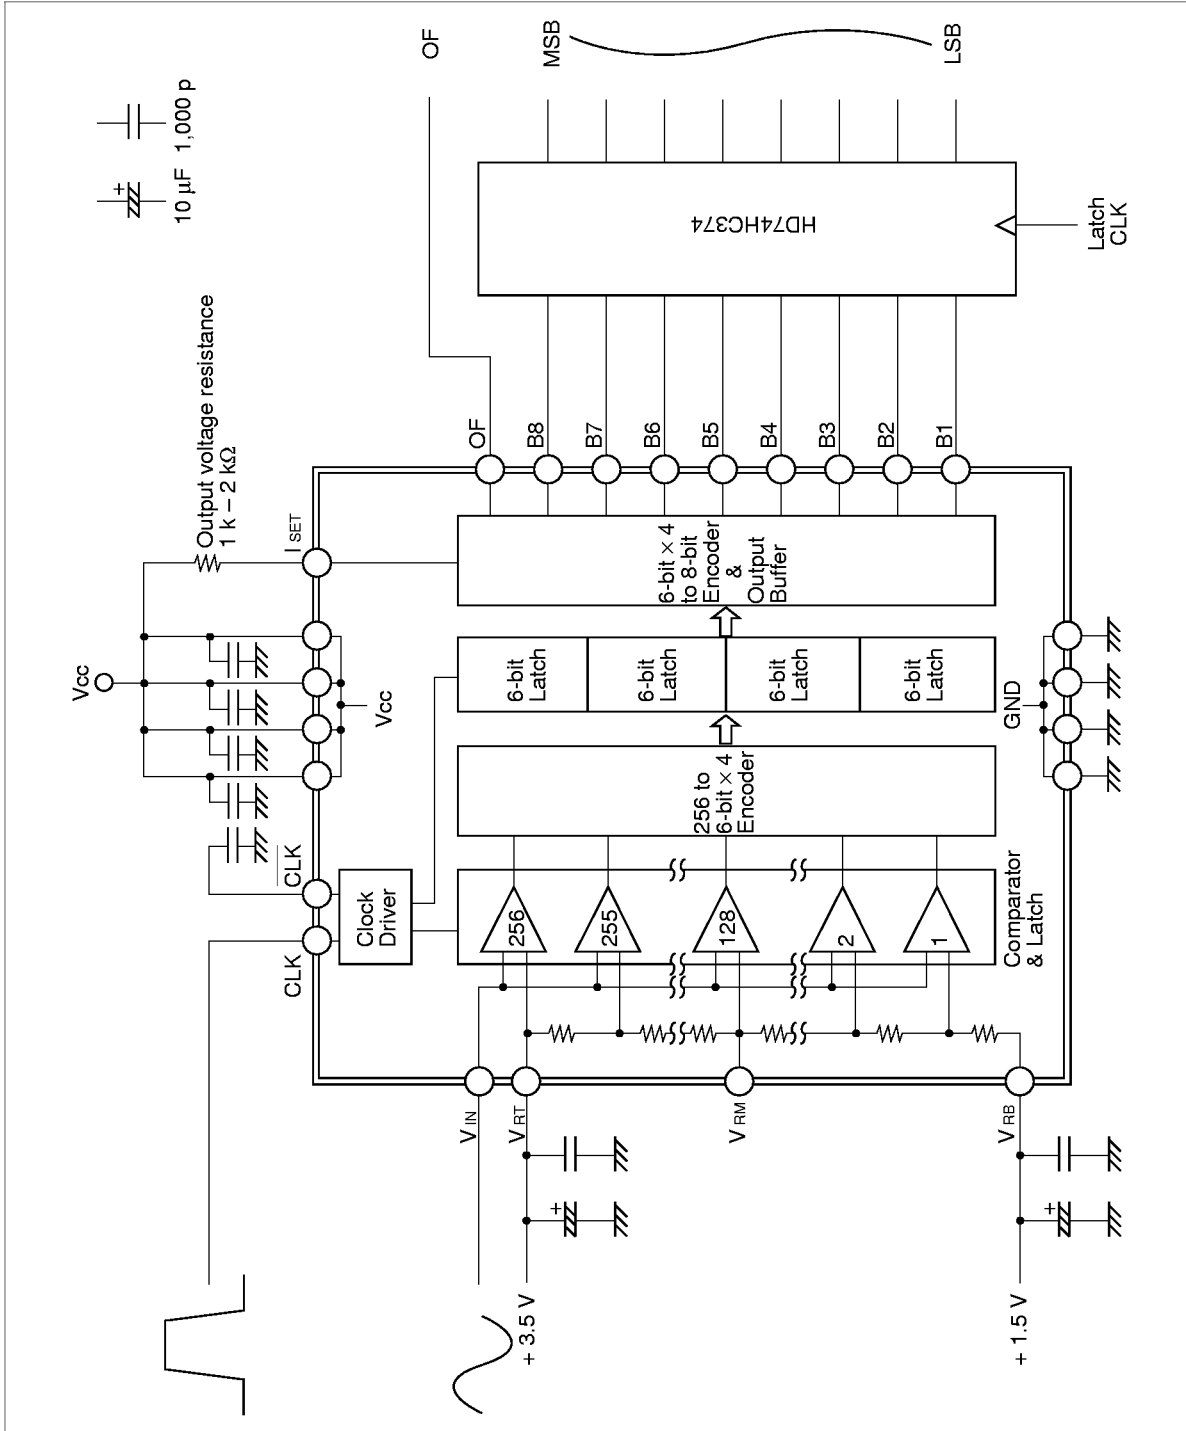 Vcc
10 µF
1,000 p
Output voltage resistance
1 k – 2 kΩ
OF
MSB
LSB
CLK
CLK
Vcc
I SET
Clock
Driver
V IN
V RT
V RM
V RB
+ 3.5 V
+ 1.5 V
256
255
128
2
1
Comparator
& Latch
256 to
6-bit × 4
Encoder
6-bit
Latch
6-bit
Latch
6-bit
Latch
6-bit
Latch
6-bit × 4
to 8-bit
Encoder
&
Output
Buffer
GND
OF
B8
B7
B6
B5
B4
B3
B2
B1
HD74HC374
Latch
CLK